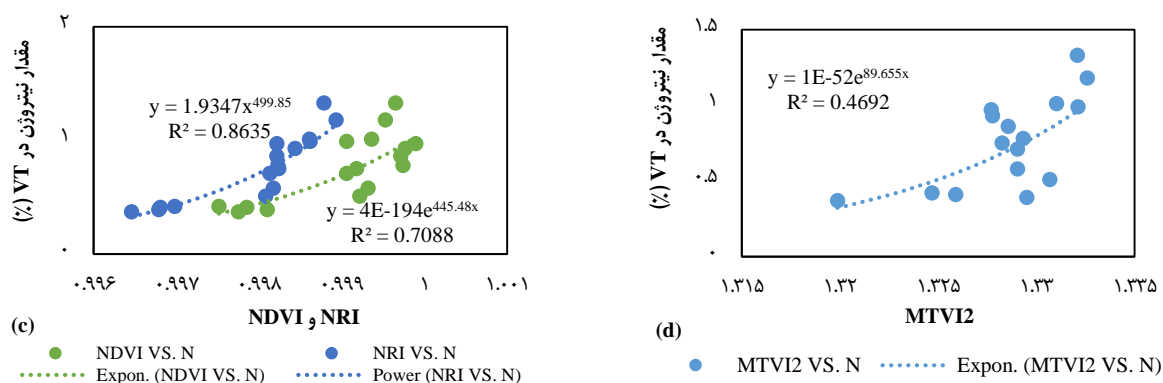 مقدار نیتروژن در VT (%)
۲
۱
۰
y = 1.9347x^499.85
R² = 0.8635
y = 4E-194e^445.48x
R² = 0.7088
۰.۹۹۶ ۰.۹۹۷ ۰.۹۹۸ ۰.۹۹۹ ۱ ۱.۰۰۱
NDVI و NRI
(c)
NDVI VS. N NRI VS. N
Expon. (NDVI VS. N) Power (NRI VS. N)
مقدار نیتروژن در VT (%)
۱.۵
۱
۰.۵
۰
y = 1E-52e^89.655x
R² = 0.4692
۱.۳۱۵ ۱.۳۲ ۱.۳۲۵ ۱.۳۳ ۱.۳۳۵
MTVI2
(d)
MTVI2 VS. N Expon. (MTVI2 VS. N)